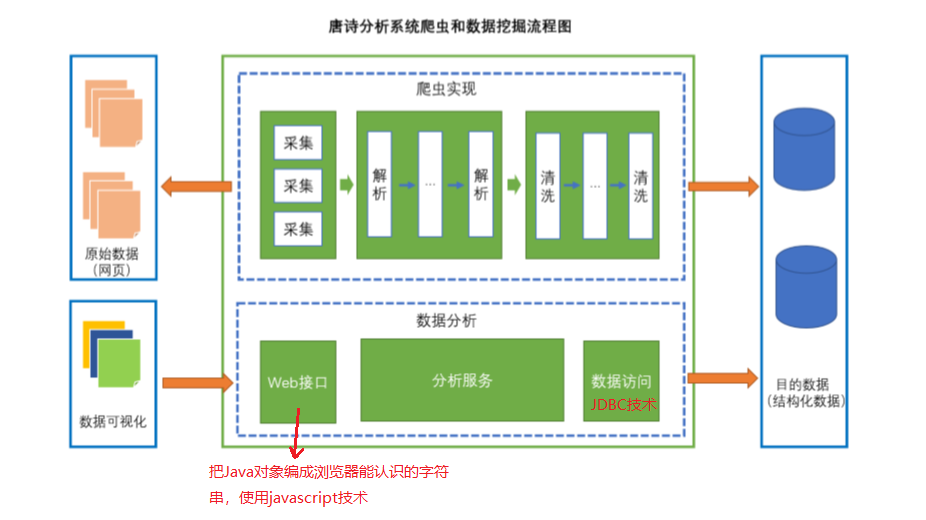 唐诗分析系统爬虫和数据挖掘流程图
爬虫实现
采集
采集
采集
解析
...
解析
清洗
...
清洗
原始数据
(网页)
数据分析
Web接口
分析服务
数据访问
JDBC技术
数据可视化
目的数据
(结构化数据)
把Java对象编成浏览器能认识的字符
串，使用javascript技术